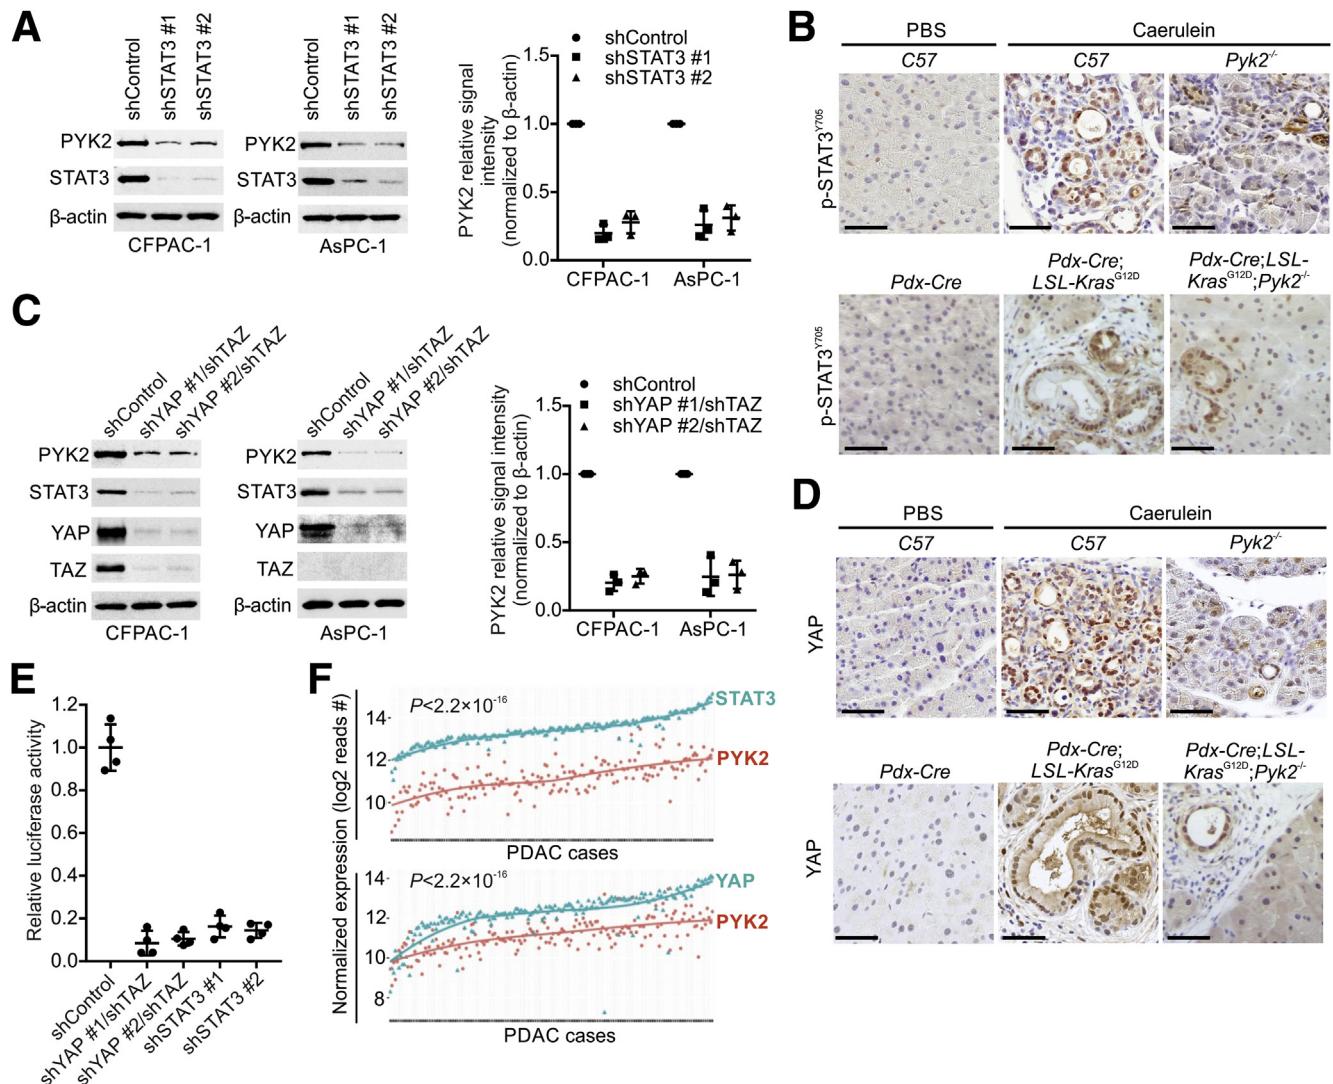 A
shControl
shSTAT3 #1
shSTAT3 #2
PYK2
STAT3
β-actin
CFPAC-1
shControl
shSTAT3 #1
shSTAT3 #2
PYK2
STAT3
β-actin
AsPC-1
shControl
shSTAT3 #1
shSTAT3 #2
PYK2 relative signal
intensity
(normalized to β-actin)
1.5
1.0
0.5
0.0
CFPAC-1 AsPC-1
B
PBS Caerulein
C57 C57 Pyk2-/-
p-STAT3Y705
Pdx-Cre
Pdx-Cre;
LSL-KrasG12D
Pdx-Cre;LSL-
KrasG12D;Pyk2-/-
p-STAT3Y705
C
shControl
shYAP #1/shTAZ
shYAP #2/shTAZ
PYK2
STAT3
YAP
TAZ
β-actin
CFPAC-1
shControl
shYAP #1/shTAZ
shYAP #2/shTAZ
PYK2
STAT3
YAP
TAZ
β-actin
AsPC-1
shControl
shYAP #1/shTAZ
shYAP #2/shTAZ
PYK2 relative signal intensity
(normalized to β-actin)
1.5
1.0
0.5
0.0
CFPAC-1 AsPC-1
D
PBS Caerulein
C57 C57 Pyk2-/-
YAP
Pdx-Cre
Pdx-Cre;
LSL-KrasG12D
Pdx-Cre;LSL-
KrasG12D;Pyk2-/-
YAP
E
Relative luciferase activity
1.2
1.0
0.8
0.6
0.4
0.2
0.0
shControl
shYAP #1/shTAZ
shYAP #2/shTAZ
shSTAT3 #1
shSTAT3 #2
F
Normalized expression (log2 reads #)
14
12
10
P<2.2×10-16
STAT3
PYK2
PDAC cases
14
12
10
8
P<2.2×10-16
YAP
PYK2
PDAC cases